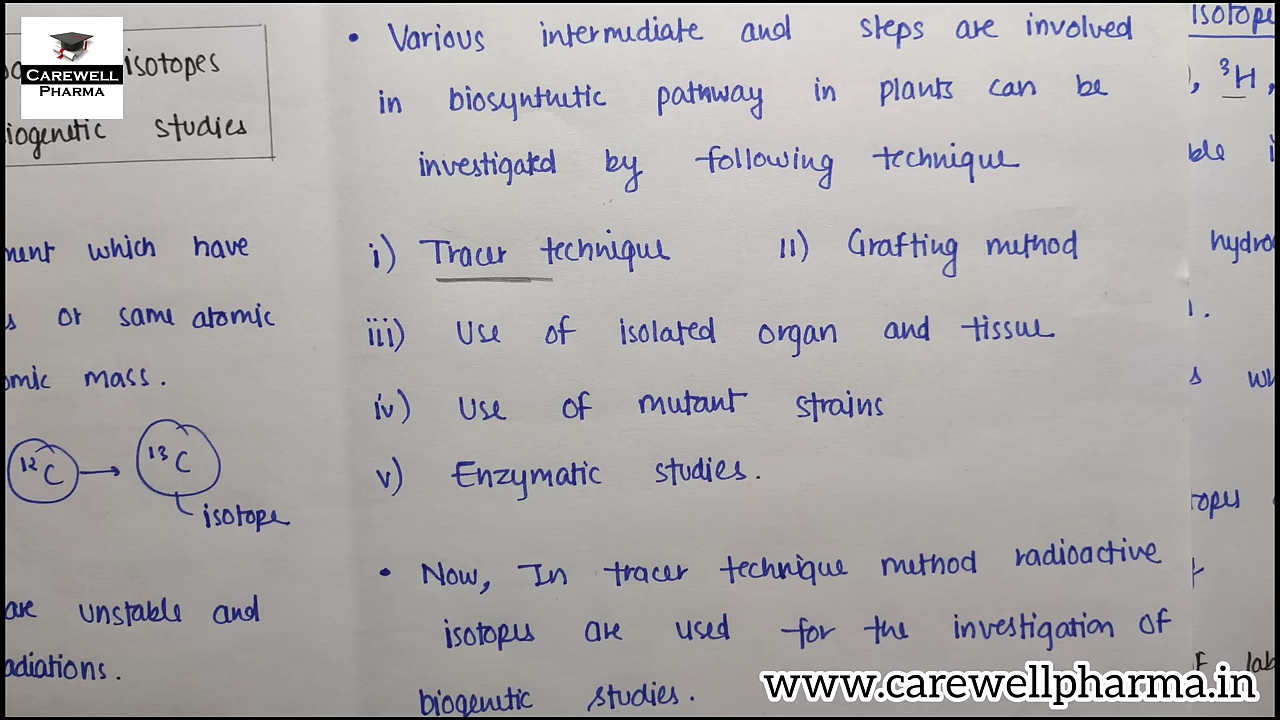 CAREWELL
PHARMA
isotopes
iogenetic studies
ment which have
s or same atomic
omic mass.
¹²C → ¹³C
isotope
are unstable and
adiations.
• Various intermediate and steps are involved
in biosynthetic pathway in plants can be
investigated by following technique
i) Tracer technique II) Grafting method
iii) Use of isolated organ and tissue
iv) Use of mutant strains
v) Enzymatic studies.
• Now, In tracer technique method radioactive
isotopes are used for the investigation of
biogenetic studies.
isotope
, ³H,
ble i
hydro
1.
s wh
topes
F lab
www.carewellpharma.in